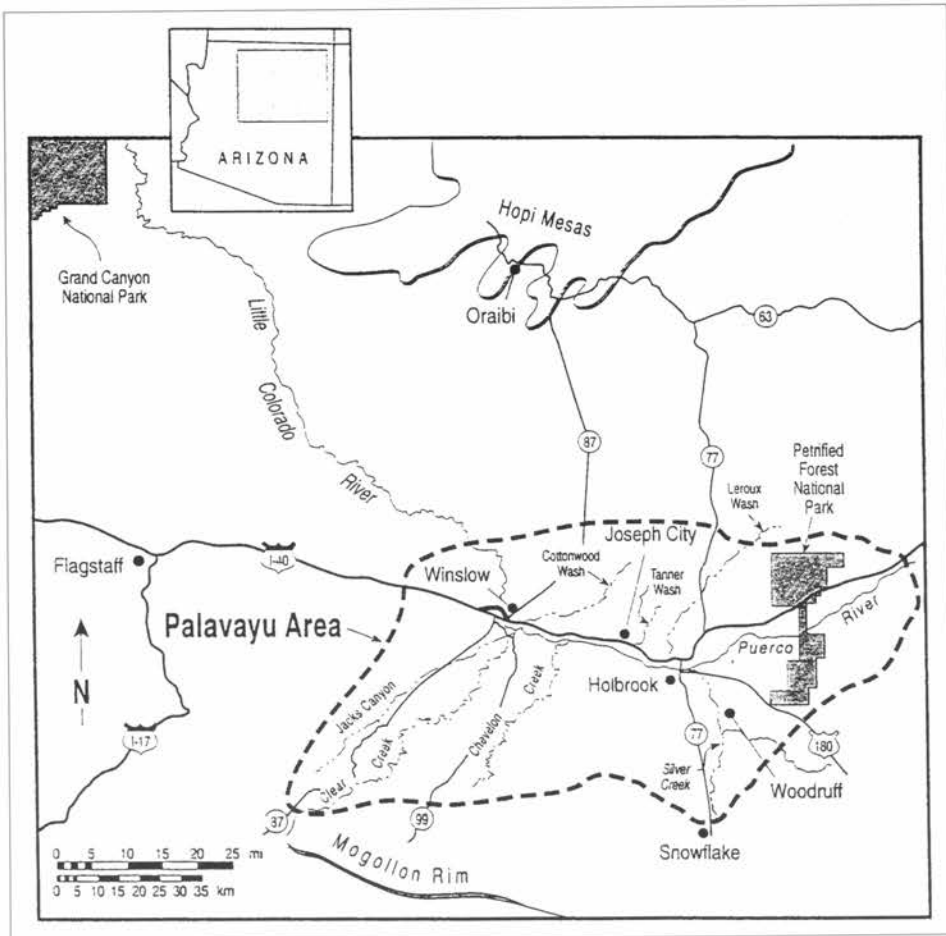 ARIZONA
Hopi Mesas
Grand Canyon
National Park
Oraibi
63
Little
Colorado
River
87
77
Petrified
Forest
National
Park
Leroux
Wash
Joseph City
Flagstaff
I-40
Cottonwood
Wash
Winslow
Tanner
Wash
Palavayu Area
River
Puerco
N
Holbrook
Jacks Canyon
Creek
Chevelon
Creek
Clear
I-17
77
180
Silver
Creek
Woodruff
87
99
Snowflake
Mogollon Rim
0 5 10 15 20 25 mi
0 5 10 15 20 25 30 35 km